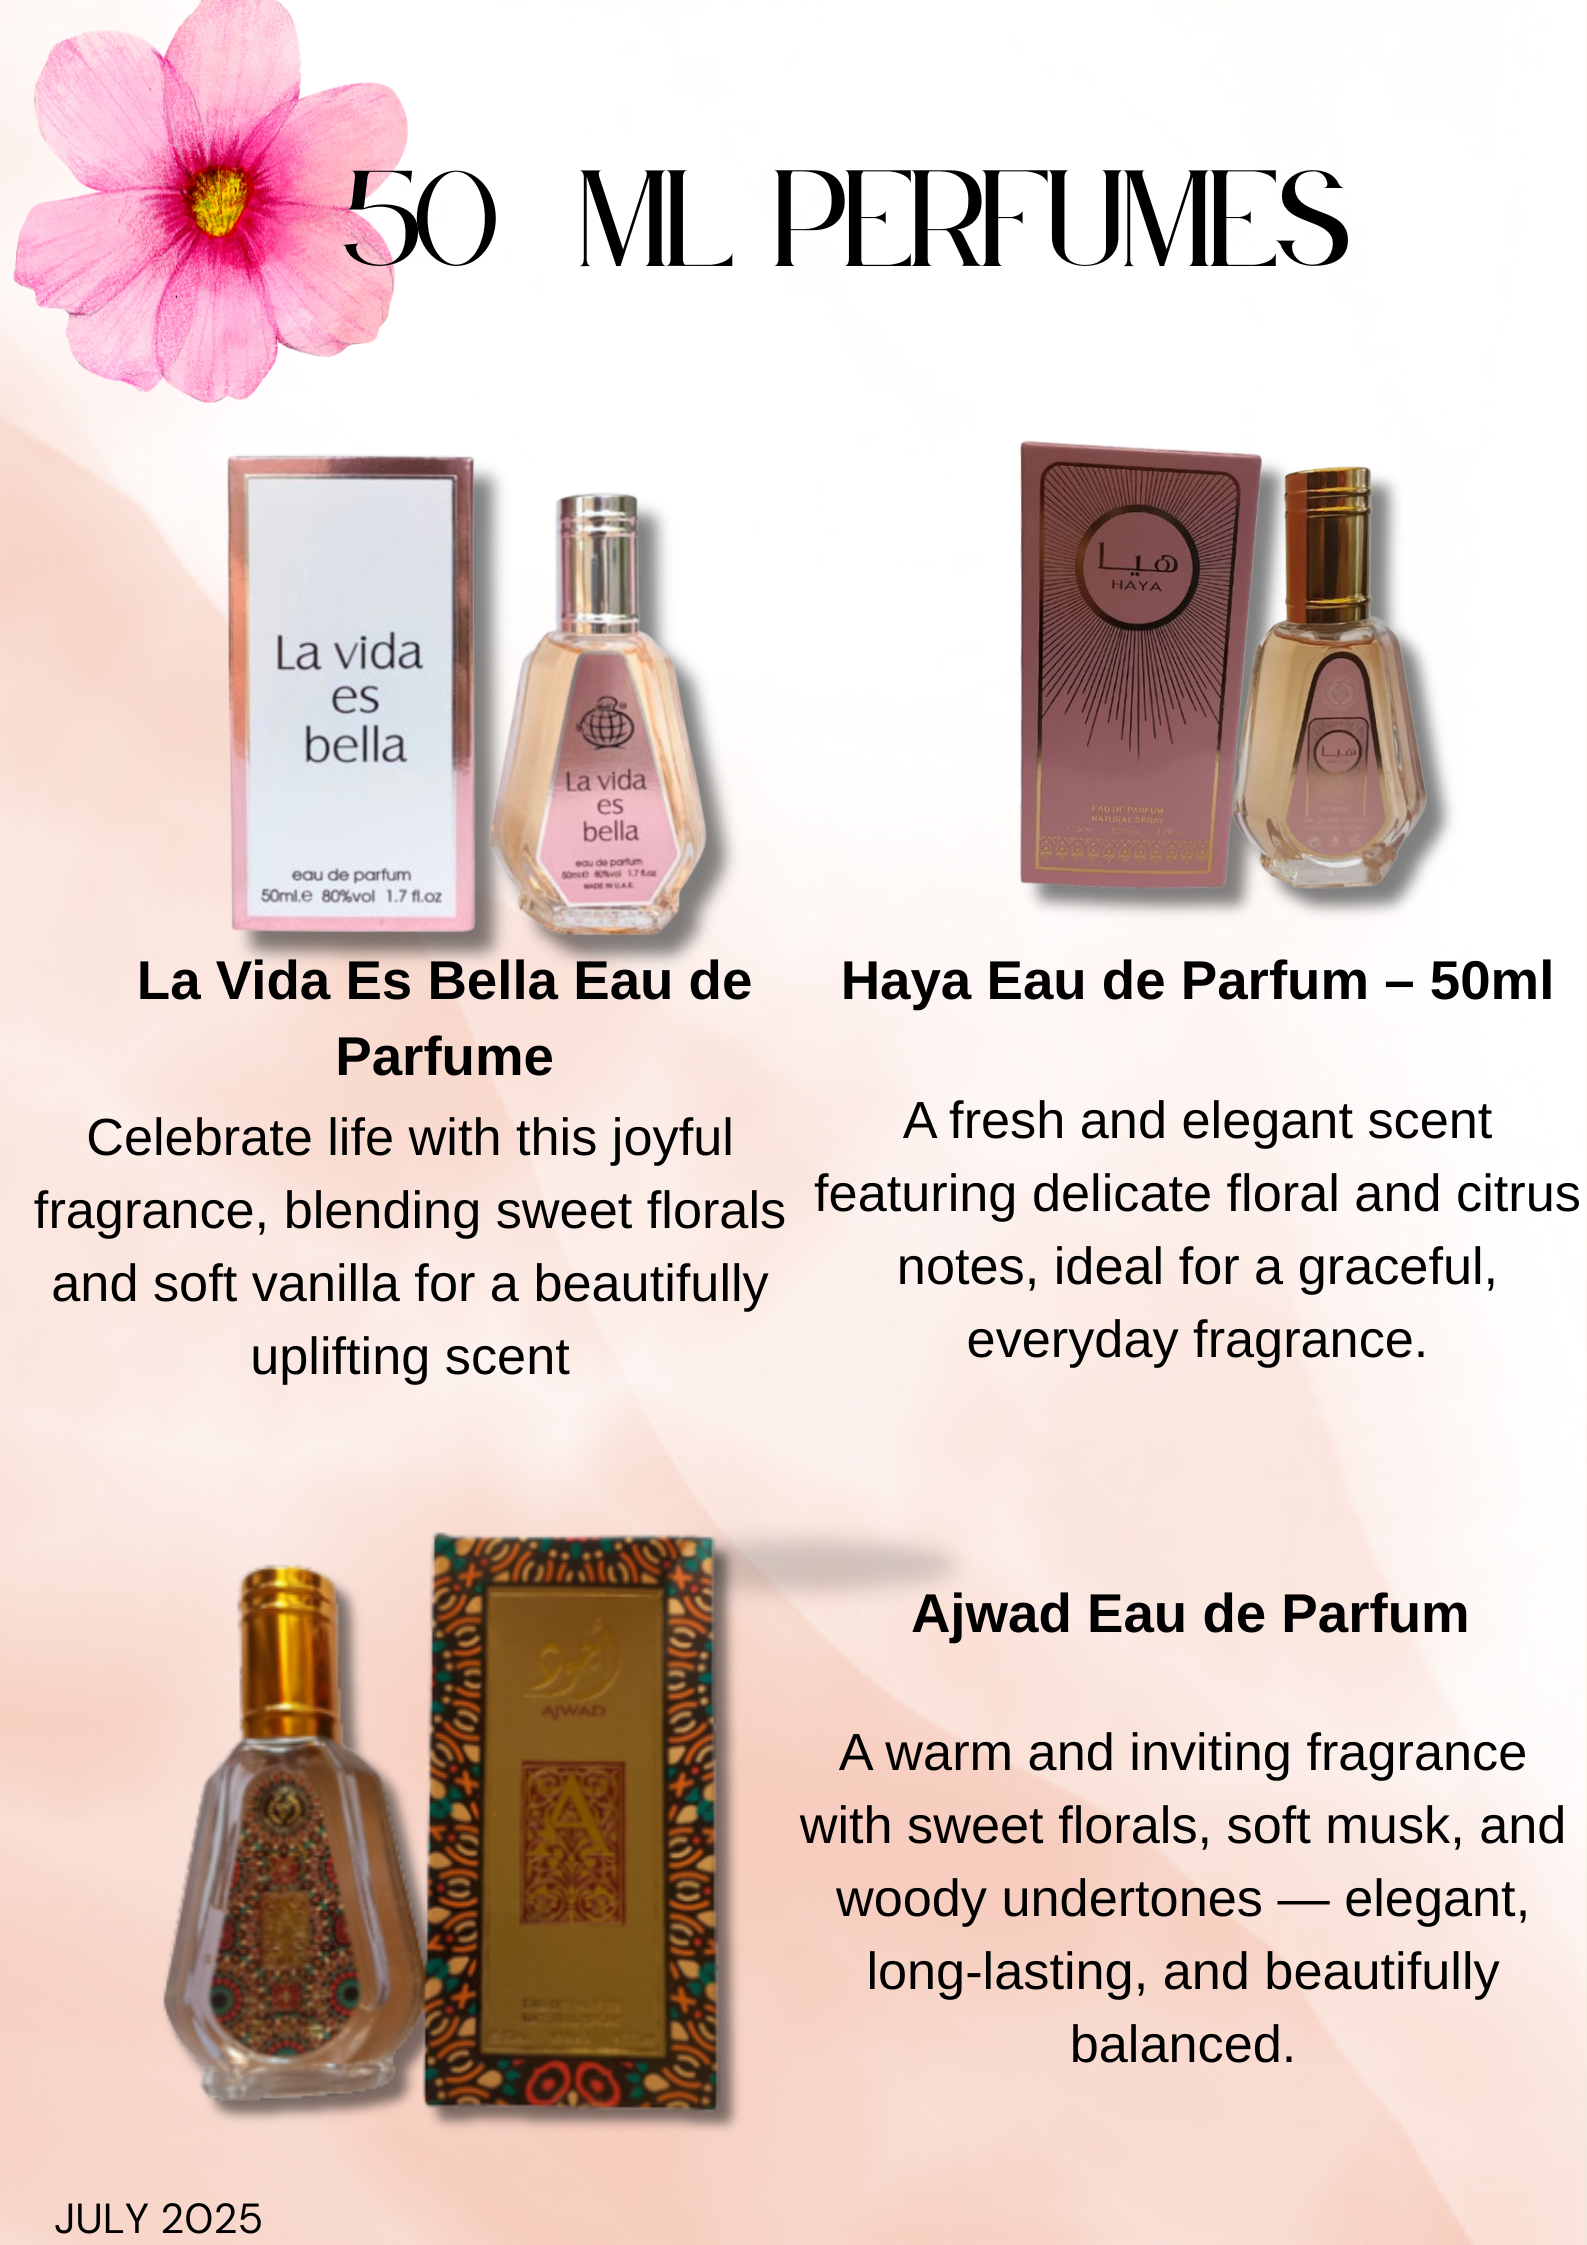 50 ML PERFUMES
La vida
es
bella
eau de parfum
50ml.e 80%vol 1.7 fl.oz
La vida
es
bella
eau de parfum
50ml.e 80%vol 1.7 fl.oz
MADE IN U.A.E.
هيا
HAYA
EAU DE PARFUM
NATURAL SPRAY
هيا
HAYA
La Vida Es Bella Eau de
Parfume
Celebrate life with this joyful
fragrance, blending sweet florals
and soft vanilla for a beautifully
uplifting scent
Haya Eau de Parfum – 50ml
A fresh and elegant scent
featuring delicate floral and citrus
notes, ideal for a graceful,
everyday fragrance.
أجود
AJWAD
A
Ajwad Eau de Parfum
A warm and inviting fragrance
with sweet florals, soft musk, and
woody undertones — elegant,
long-lasting, and beautifully
balanced.
JULY 2025